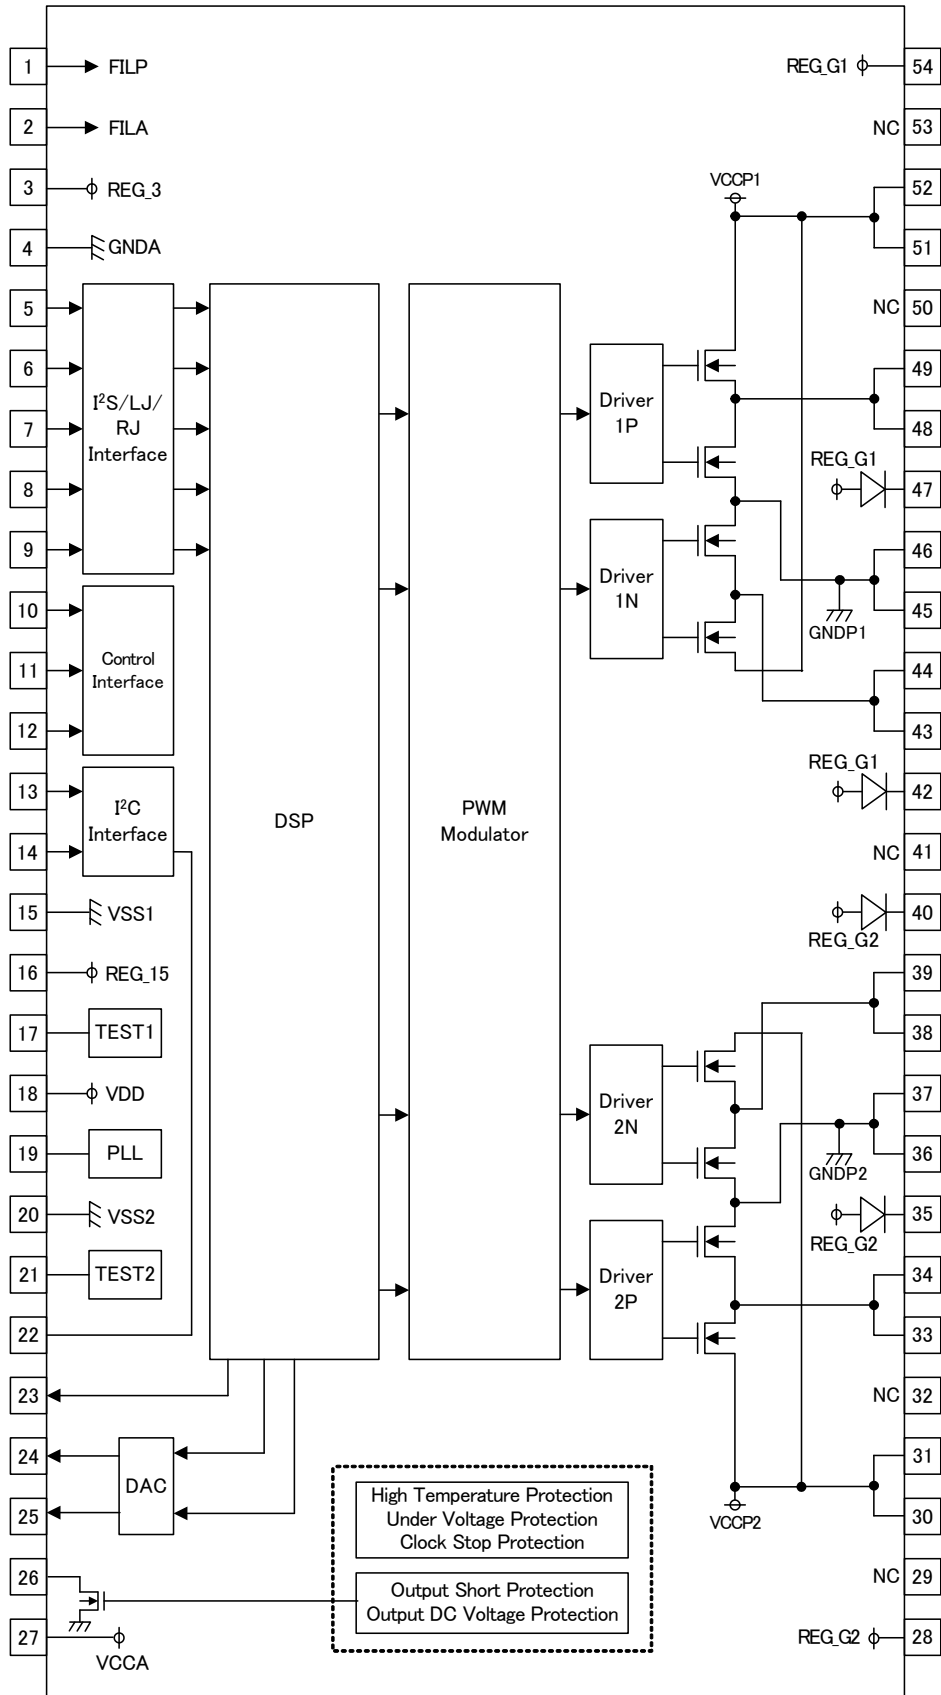 1 FILP REG_G1 54
2 FILA NC 53
3 REG_3 VCCP1 52
4 GNDA 51
5 NC 50
6 49
7 48
8 REG_G1 47
9 46
I²S/LJ/
RJ
Interface
Driver
1P
Driver
1N
10 GNDP1 45
11 44
12 43
Control
Interface
13 REG_G1 42
14 NC 41
I²C
Interface
DSP
PWM
Modulator
15 VSS1 REG_G2 40
16 REG_15 39
17 TEST1 38
18 VDD 37
19 PLL GNDP2 36
20 VSS2 REG_G2 35
21 TEST2 34
22 33
Driver
2N
Driver
2P
23 NC 32
24 31
25 VCCP2 30
DAC
High Temperature Protection
Under Voltage Protection
Clock Stop Protection
26 NC 29
Output Short Protection
Output DC Voltage Protection
27 VCCA REG_G2 28